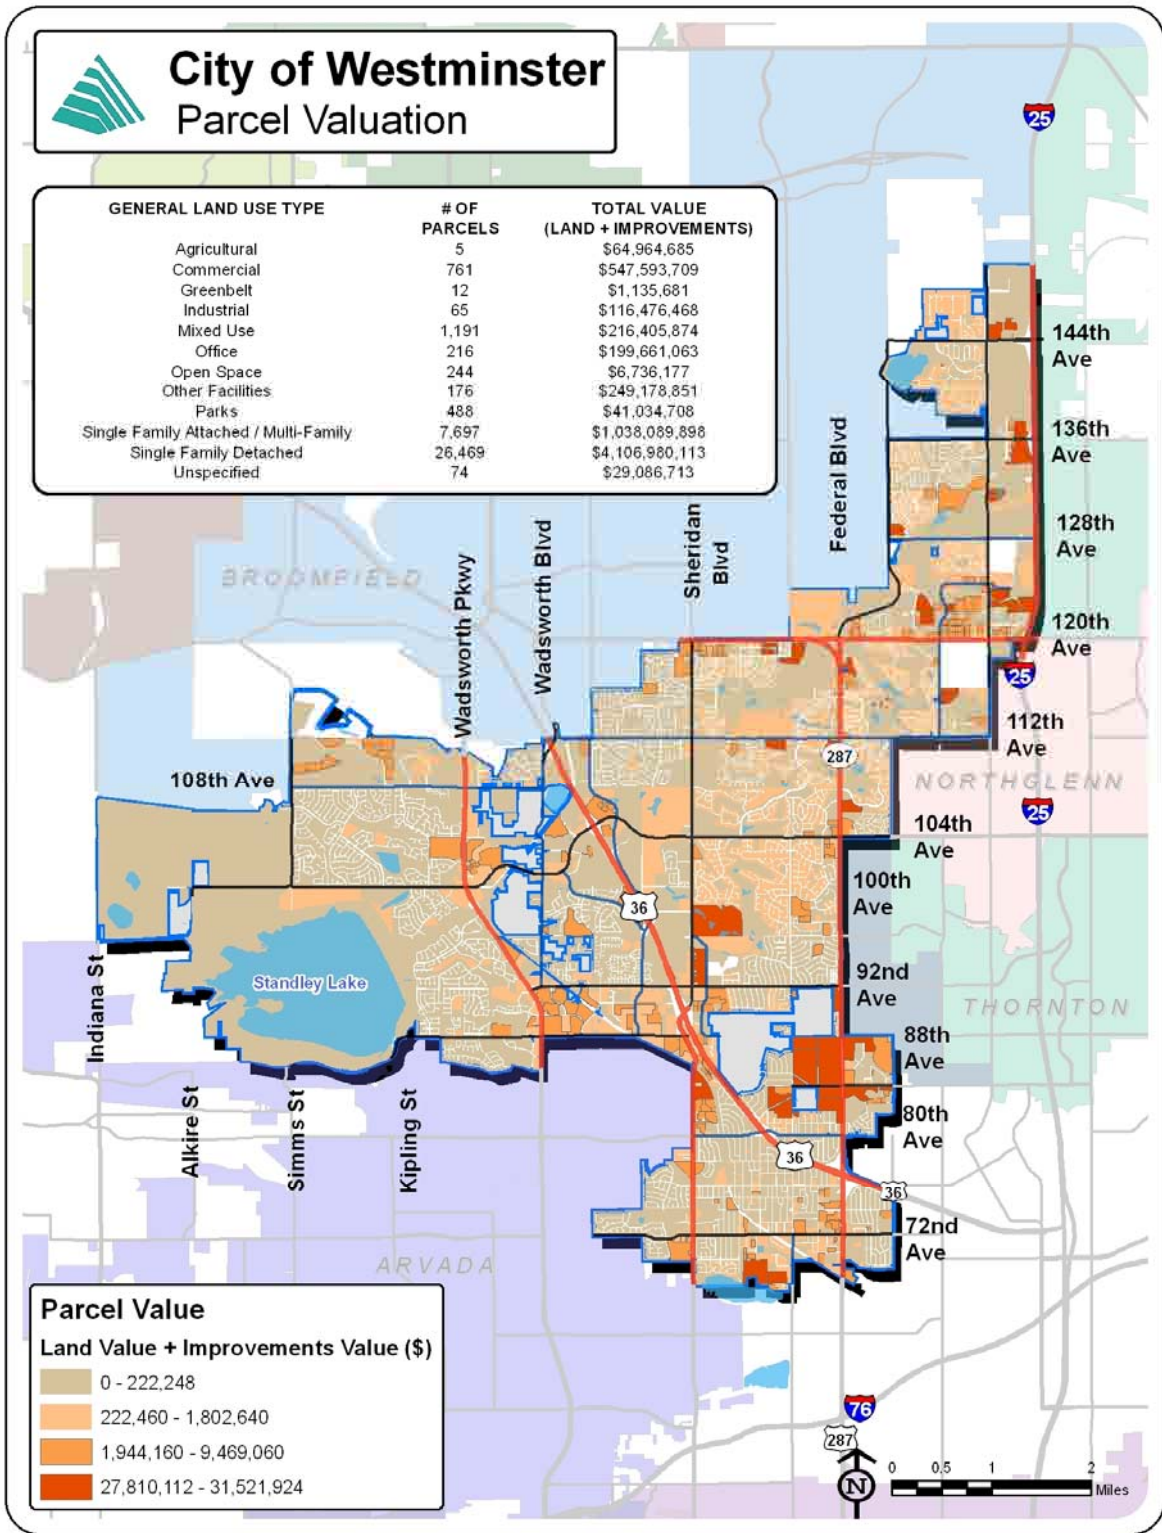 City of Westminster
Parcel Valuation
GENERAL LAND USE TYPE # OF PARCELS TOTAL VALUE (LAND + IMPROVEMENTS)
Agricultural 5 $64,964,685
Commercial 761 $547,593,709
Greenbelt 12 $1,135,681
Industrial 65 $116,476,468
Mixed Use 1,191 $216,405,874
Office 216 $199,661,063
Open Space 244 $6,736,177
Other Facilities 176 $249,178,851
Parks 488 $41,034,708
Single Family Attached / Multi-Family 7,697 $1,038,089,898
Single Family Detached 26,469 $4,106,980,113
Unspecified 74 $29,086,713
25
144th Ave
136th Ave
128th Ave
120th Ave
25
112th Ave
Federal Blvd
Sheridan Blvd
Wadsworth Blvd
Wadsworth Pkwy
BROOMFIELD
287
NORTHGLENN
25
108th Ave
104th Ave
100th Ave
36
92nd Ave
Standley Lake
THORNTON
88th Ave
80th Ave
Indiana St
Alkire St
Simms St
Kipling St
36
36
72nd Ave
ARVADA
Parcel Value
Land Value + Improvements Value ($)
0 - 222,248
222,460 - 1,802,640
1,944,160 - 9,469,060
27,810,112 - 31,521,924
76
287
N
0 0.5 1 2
Miles